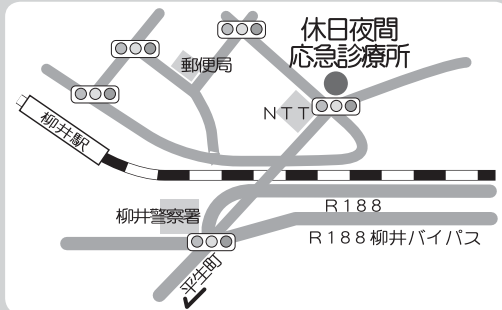 休日夜間
応急診療所
郵便局
NTT
柳井駅
柳井警察署
R188
R188柳井バイパス
平生町